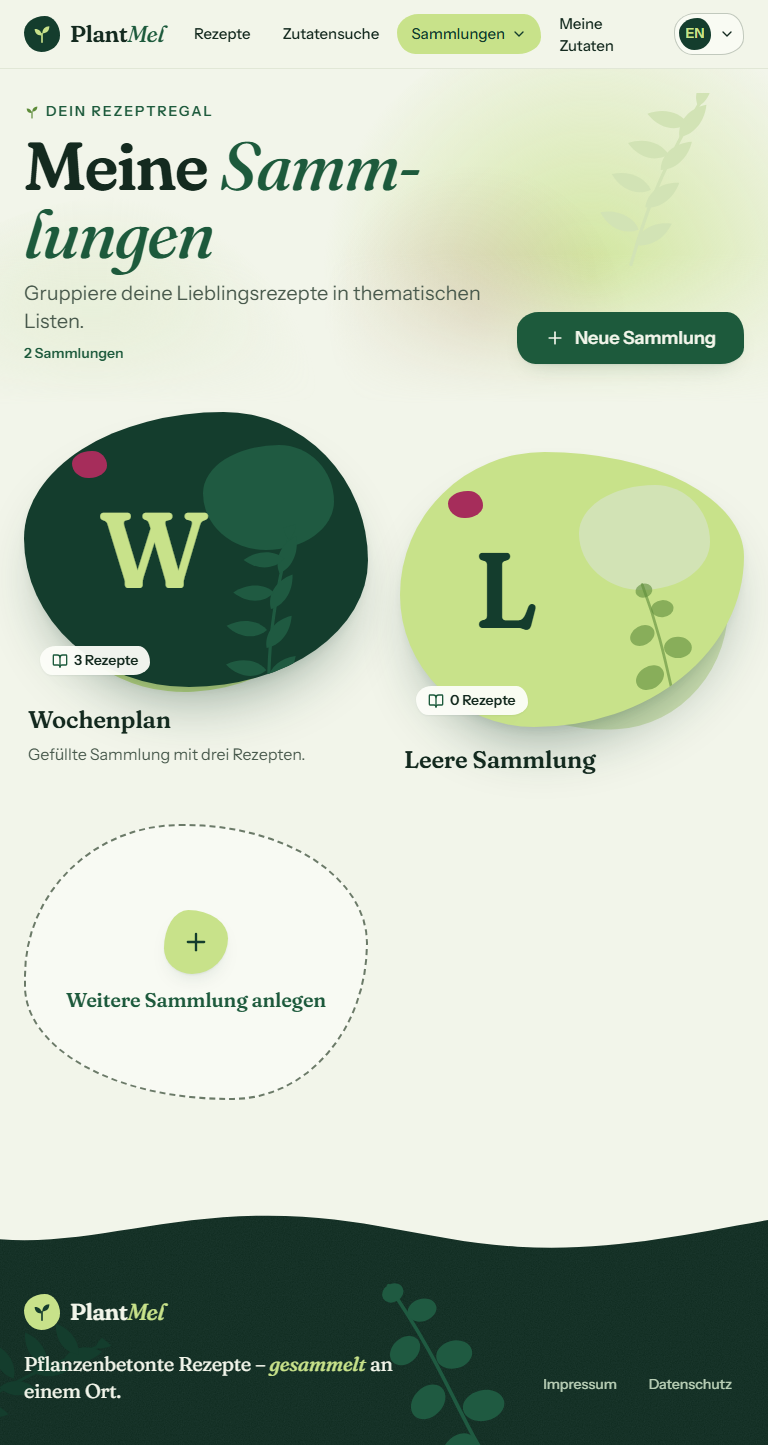 PlantMel
Rezepte
Zutatensuche
Sammlungen
Meine
Zutaten
EN
DEIN REZEPTREGAL
Meine Samm-
lungen
Gruppiere deine Lieblingsrezepte in thematischen
Listen.
2 Sammlungen
Neue Sammlung
W
3 Rezepte
Wochenplan
Gefüllte Sammlung mit drei Rezepten.
L
0 Rezepte
Leere Sammlung
Weitere Sammlung anlegen
PlantMel
Pflanzenbetonte Rezepte – gesammelt an
einem Ort.
Impressum
Datenschutz